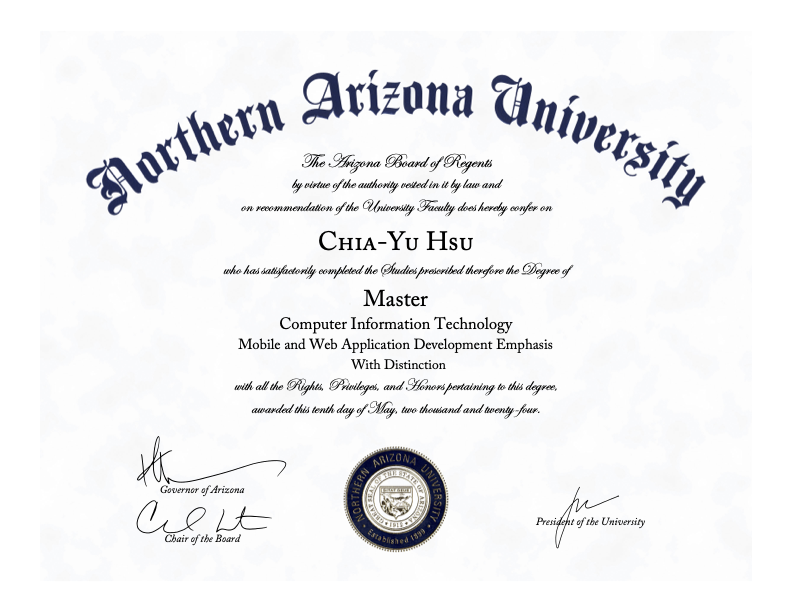 Northern Arizona University
The Arizona Board of Regents
by virtue of the authority vested in it by law and
on recommendation of the University Faculty does hereby confer on
Chia-Yu Hsu
who has satisfactorily completed the Studies prescribed therefore the Degree of
Master
Computer Information Technology
Mobile and Web Application Development Emphasis
With Distinction
with all the Rights, Privileges, and Honors pertaining to this degree,
awarded this tenth day of May, two thousand and twenty-four.
Governor of Arizona
Chair of the Board
NORTHERN ARIZONA UNIVERSITY
GREAT SEAL OF THE STATE OF ARIZONA
1912
Established 1899
President of the University